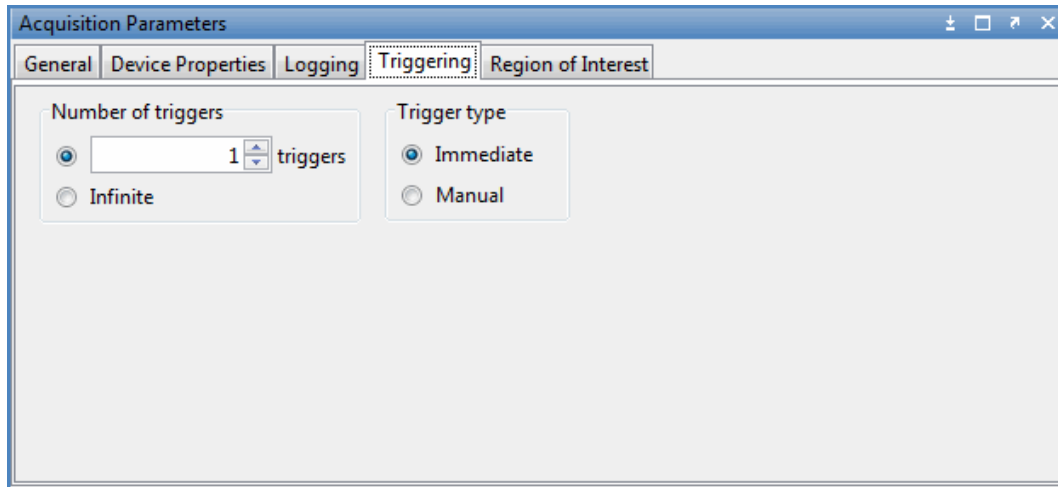 Acquisition Parameters
General Device Properties Logging Triggering Region of Interest
Number of triggers Trigger type
1 triggers Immediate
Infinite Manual